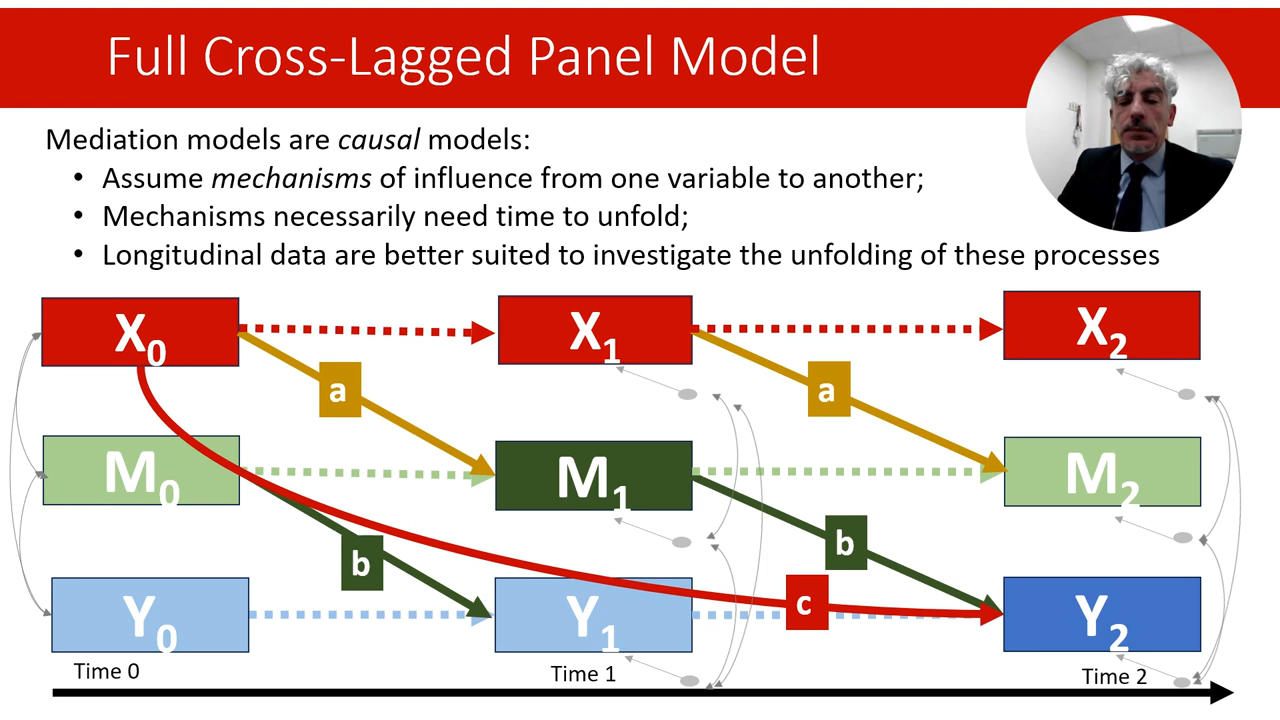 Full Cross-Lagged Panel Model
Mediation models are causal models:
• Assume mechanisms of influence from one variable to another;
• Mechanisms necessarily need time to unfold;
• Longitudinal data are better suited to investigate the unfolding of these processes
X0 X1 X2
a a
M0 M1 M2
b b
c
Y0 Y1 Y2
Time 0 Time 1 Time 2